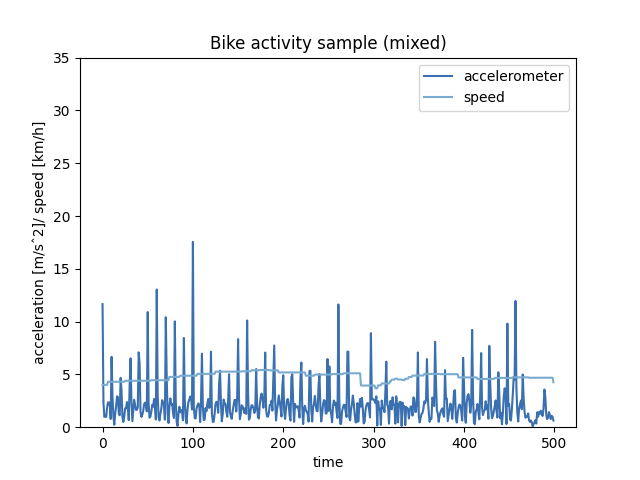 Bike activity sample (mixed)
accelerometer
speed
35
30
25
20
15
10
5
0
acceleration [m/sˆ2]/ speed [km/h]
0 100 200 300 400 500
time